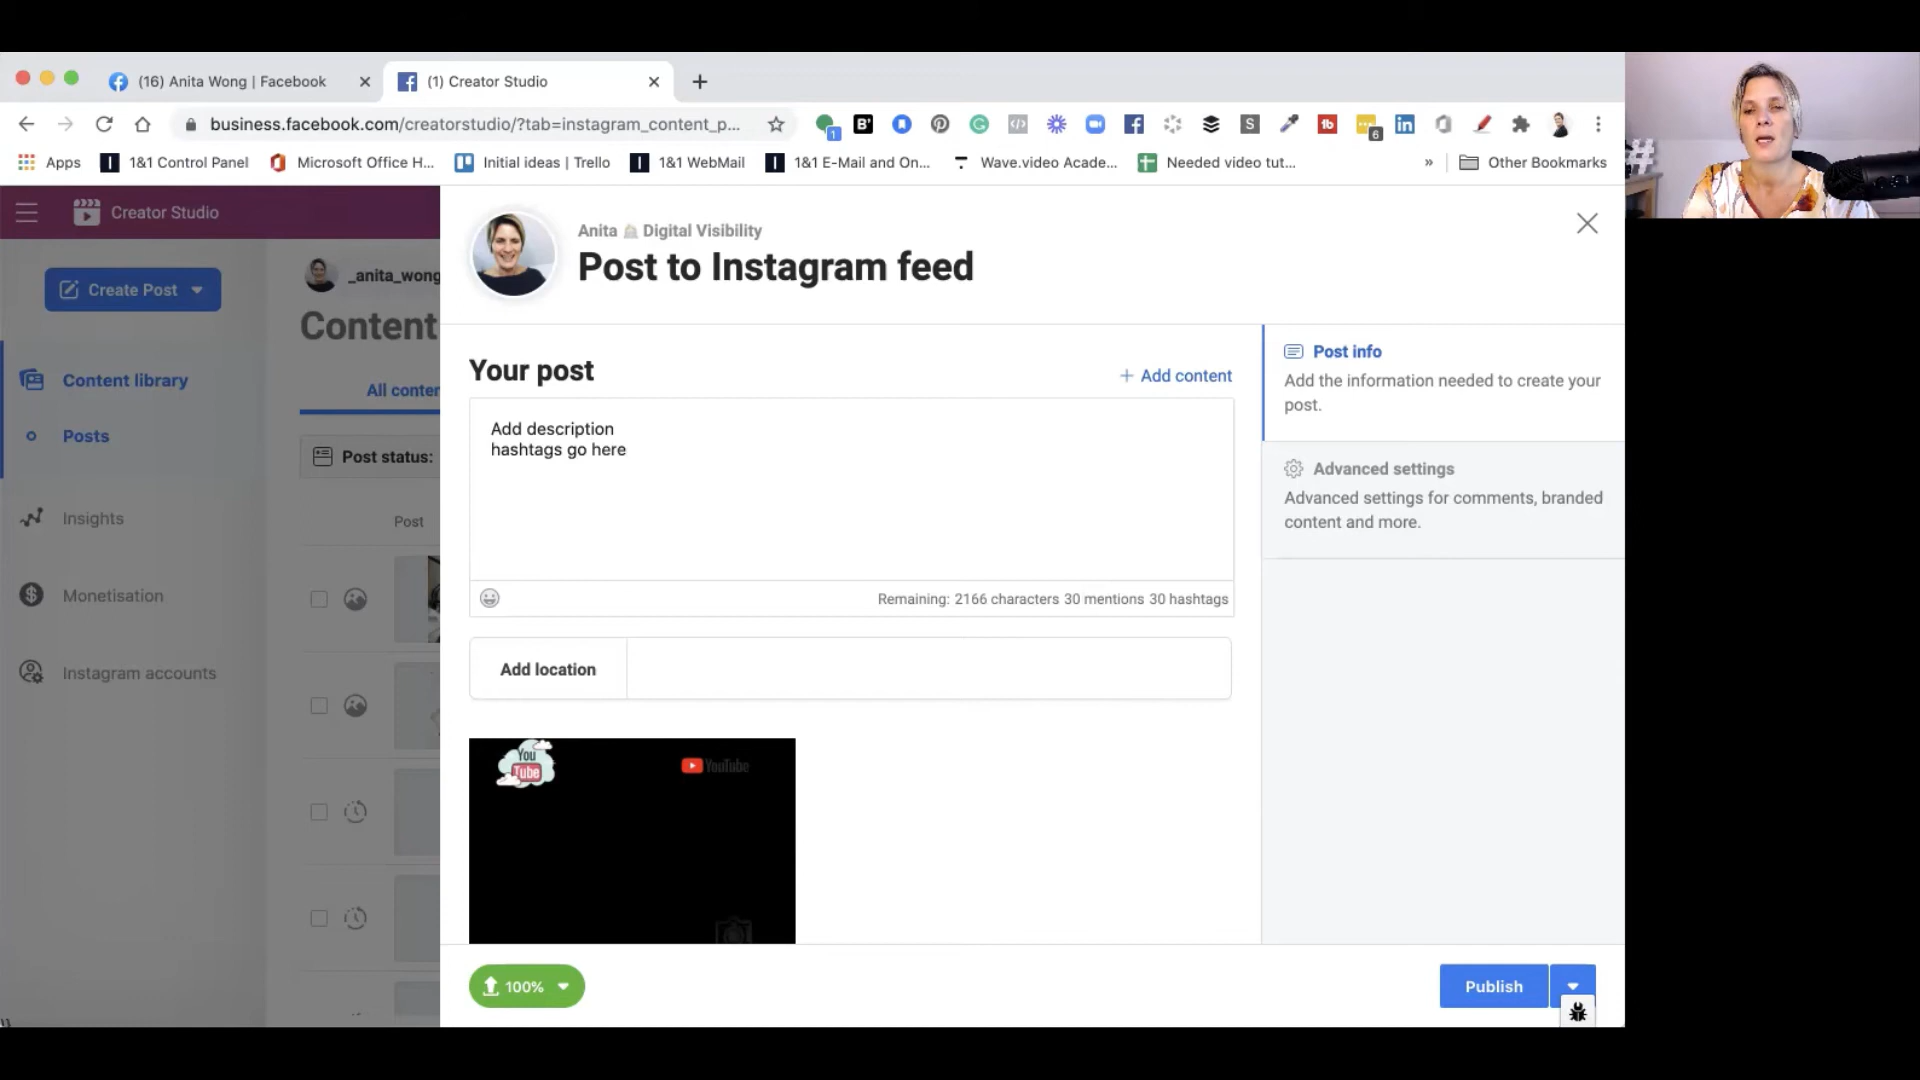 (16) Anita Wong | Facebook
(1) Creator Studio
business.facebook.com/creatorstudio/?tab=instagram_content_p...
1
B'
S
tb
6
in
Apps
1&1 Control Panel
Microsoft Office H...
Initial ideas | Trello
1&1 WebMail
1&1 E-Mail and On...
Wave.video Acade...
Needed video tut...
»
Other Bookmarks
Creator Studio
Create Post
Content library
Posts
Insights
Monetisation
Instagram accounts
_anita_wong
Content
All conten
Post status:
Post
Anita Digital Visibility
Post to Instagram feed
Your post
+ Add content
Add description
hashtags go here
Remaining: 2166 characters 30 mentions 30 hashtags
Add location
You
Tube
YouTube
Post info
Add the information needed to create your
post.
Advanced settings
Advanced settings for comments, branded
content and more.
100%
Publish
#